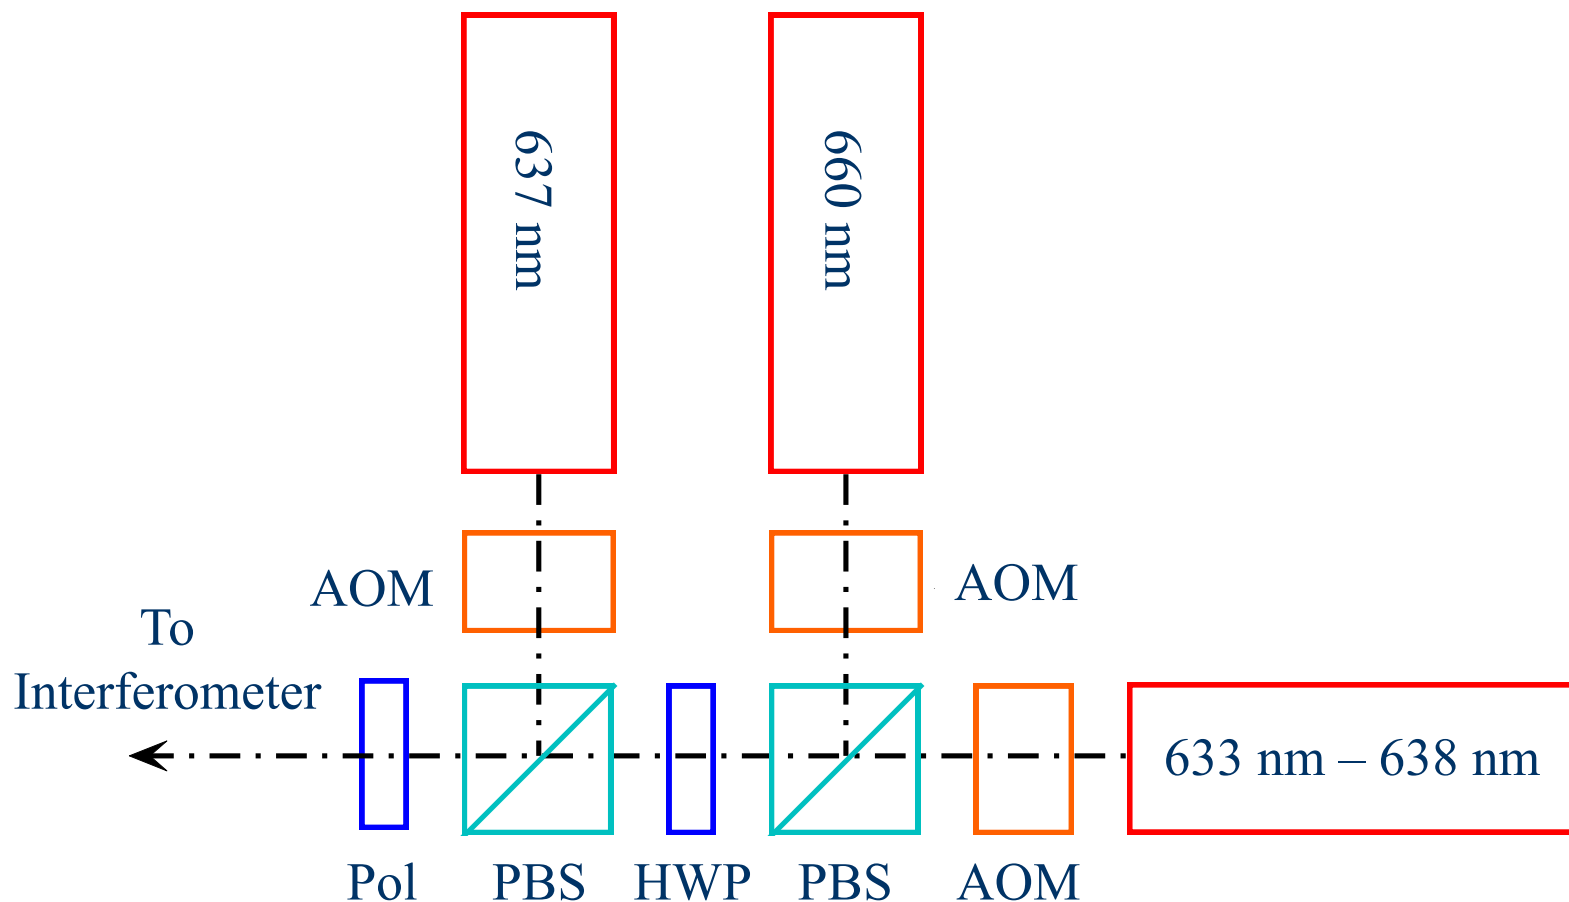 637 nm
660 nm
AOM
AOM
To
Interferometer
633 nm – 638 nm
Pol
PBS
HWP
PBS
AOM